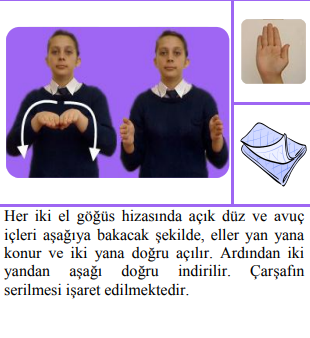 Her iki el göğüs hizasında açık düz ve avuç
içleri aşağıya bakacak şekilde, eller yan yana
konur ve iki yana doğru açılır. Ardından iki
yandan aşağı doğru indirilir. Çarşafın
serilmesi işaret edilmektedir.